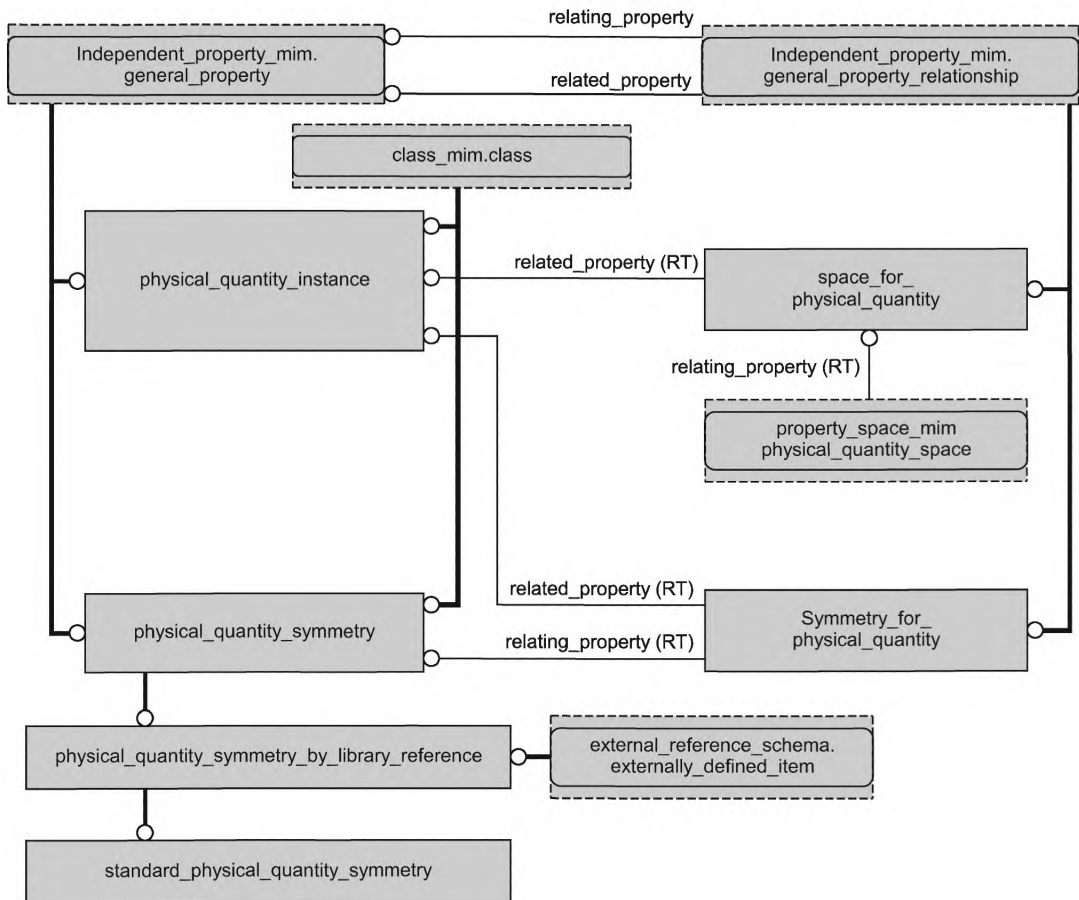 relating_property
Independent_property_mim.
general_property
Independent_property_mim.
general_property_relationship
related_property
class_mim.class
physical_quantity_instance
related_property (RT)
space_for_
physical_quantity
relating_property (RT)
property_space_mim
physical_quantity_space
physical_quantity_symmetry
related_property (RT)
relating_property (RT)
Symmetry_for_
physical_quantity
physical_quantity_symmetry_by_library_reference
external_reference_schema.
externally_defined_item
standard_physical_quantity_symmetry